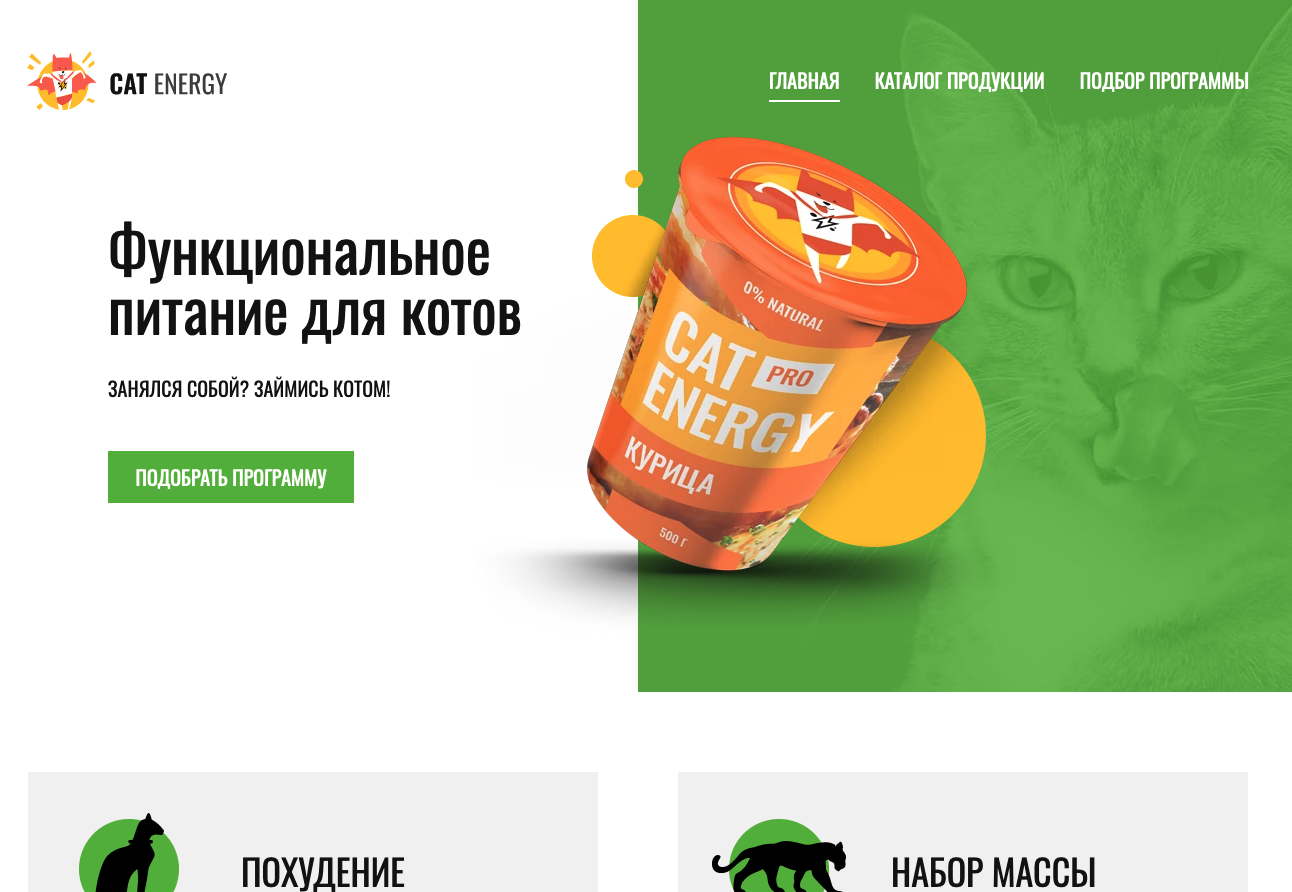 CAT ENERGY
ГЛАВНАЯ
КАТАЛОГ ПРОДУКЦИИ
ПОДБОР ПРОГРАММЫ
Функциональное
питание для котов
ЗАНЯЛСЯ СОБОЙ? ЗАЙМИСЬ КОТОМ!
ПОДОБРАТЬ ПРОГРАММУ
0% NATURAL
CAT PRO
ENERGY
КУРИЦА
500 Г
ПОХУДЕНИЕ
НАБОР МАССЫ